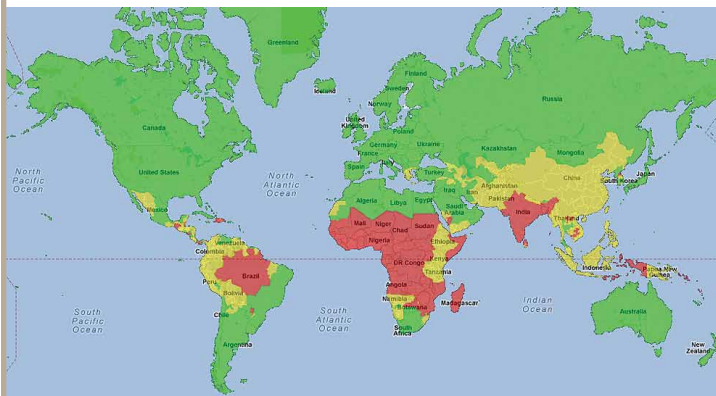 Greenland
Iceland
Finland
Sweden
Norway
Russia
United
Kingdom
Poland
Canada
Germany
Ukraine
France
Kazakhstan
Mongolia
Italy
Spain
Turkey
United States
North
Pacific
Ocean
North
Atlantic
Ocean
China
South Korea
Japan
Afghanistan
Iraq
Iran
Pakistan
Algeria
Libya
Egypt
Saudi
Arabia
Mexico
India
Mali
Niger
Chad
Sudan
Thailand
Nigeria
Ethiopia
Venezuela
Colombia
Kenya
DR Congo
Indonesia
Papua New
Guinea
Tanzania
Brazil
Peru
Angola
Bolivia
Namibia
Botswana
Madagascar
Indian
Ocean
South
Pacific
Ocean
South
Atlantic
Ocean
Chile
South
Africa
Australia
Argentina
New
Zealand